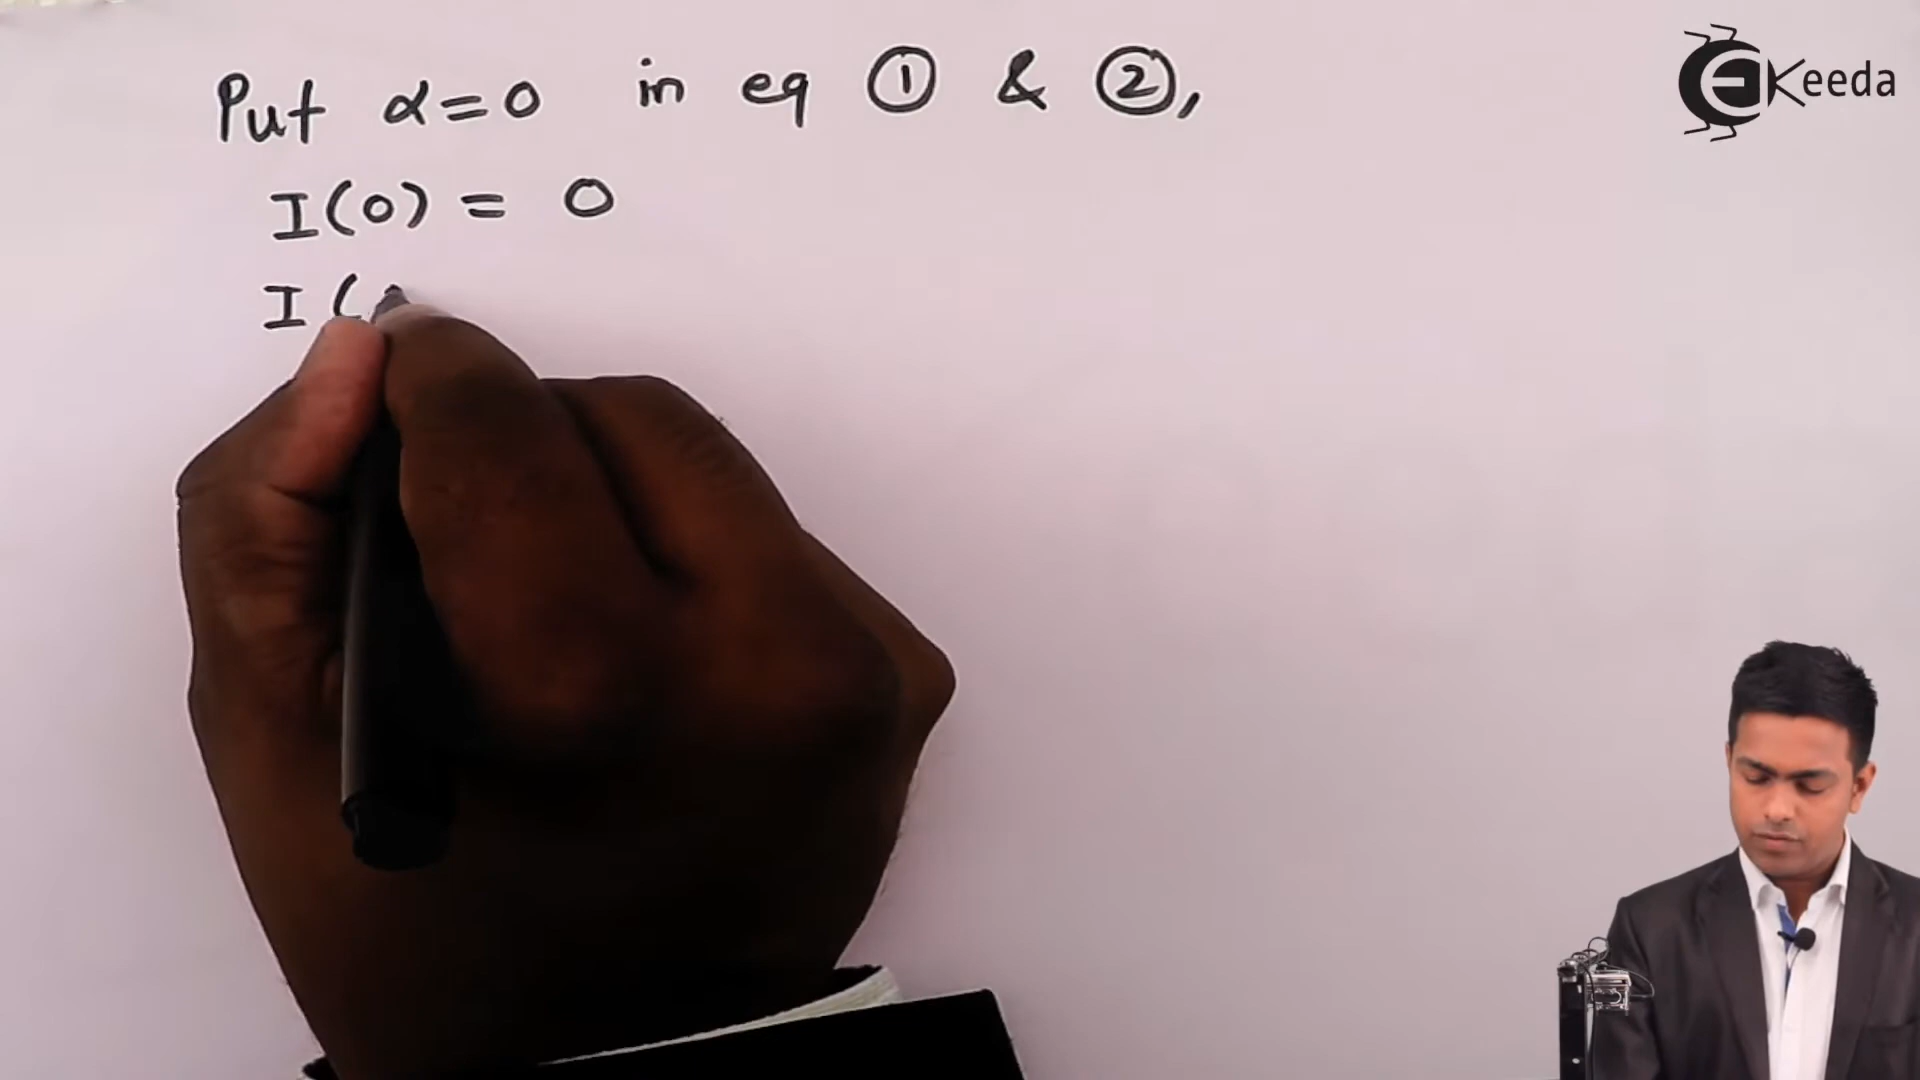 Put α=0 in eq ① & ②,
I(0) = 0
I(
EKeeda